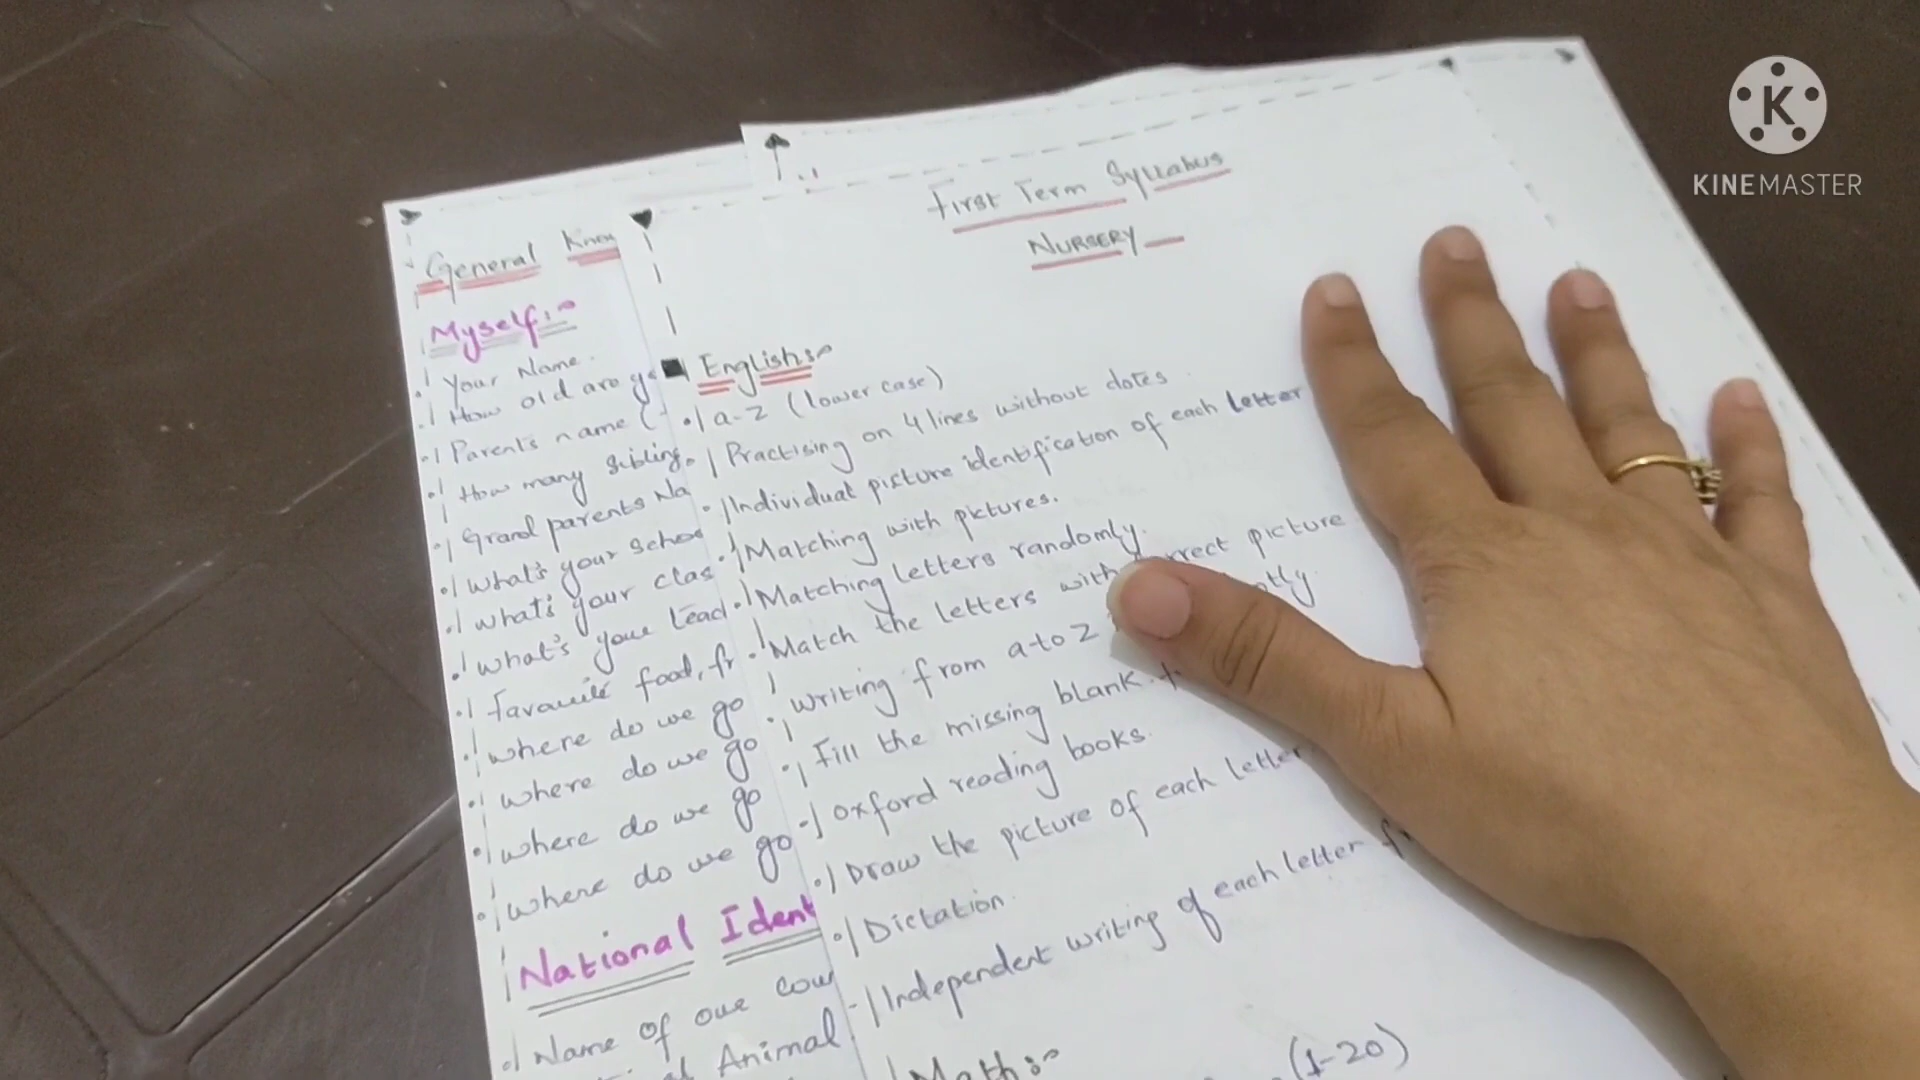 KINEMASTER
First Term Syllabus
NURSERY
English:
a-z (lower case)
Practising on 4 lines without dotes
Individual picture identification of each letter
Matching with pictures.
Matching letters randomly.
Match the letters with picture
Writing from a to z
Fill the missing blank.
Oxford reading books.
Draw the picture of each letter
Dictation
Independent writing of each letter
Math:
(1-20)
General
Myself:
Your Name.
How old are
Parents name
How many
Grand parents
What's your
What's your
What's your
Favourite food,
Where do we go
Where do we go
Where do we go
Where do we go
National
Name of our
Animal